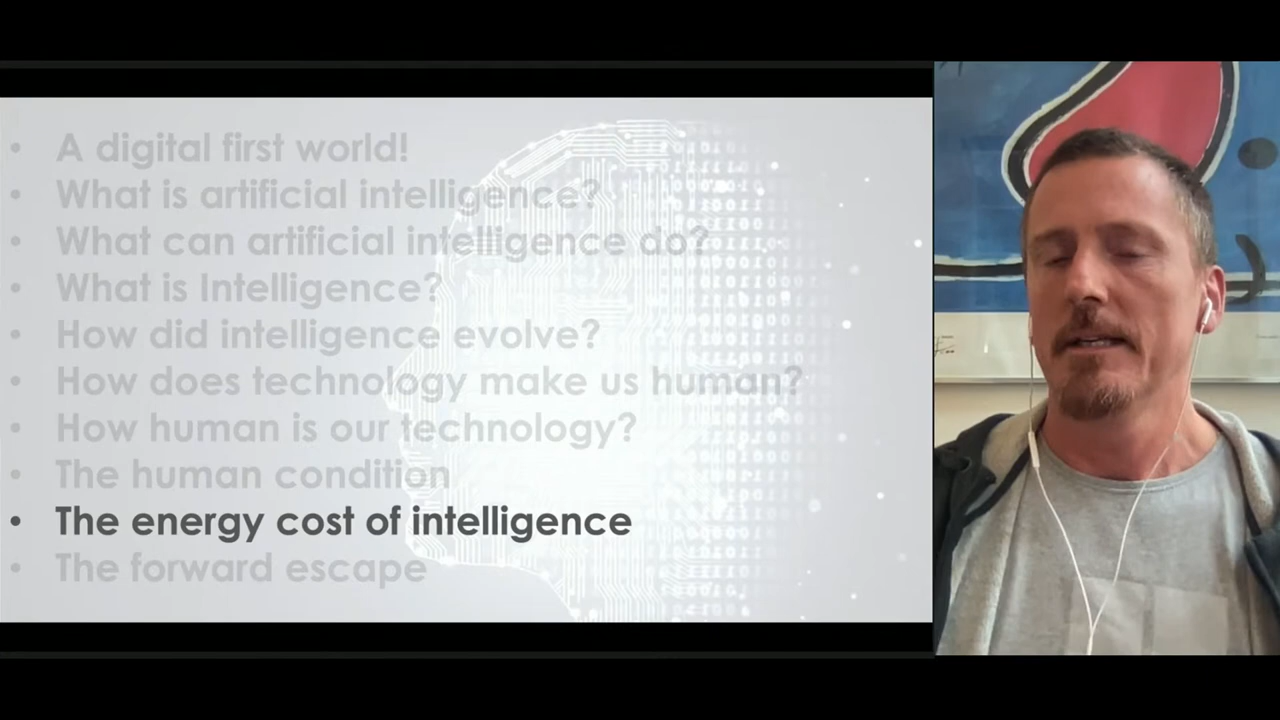 • A digital first world!
• What is artificial intelligence?
• What can artificial intelligence do?
• What is Intelligence?
• How did intelligence evolve?
• How does technology make us human?
• How human is our technology?
• The human condition
• The energy cost of intelligence
• The forward escape